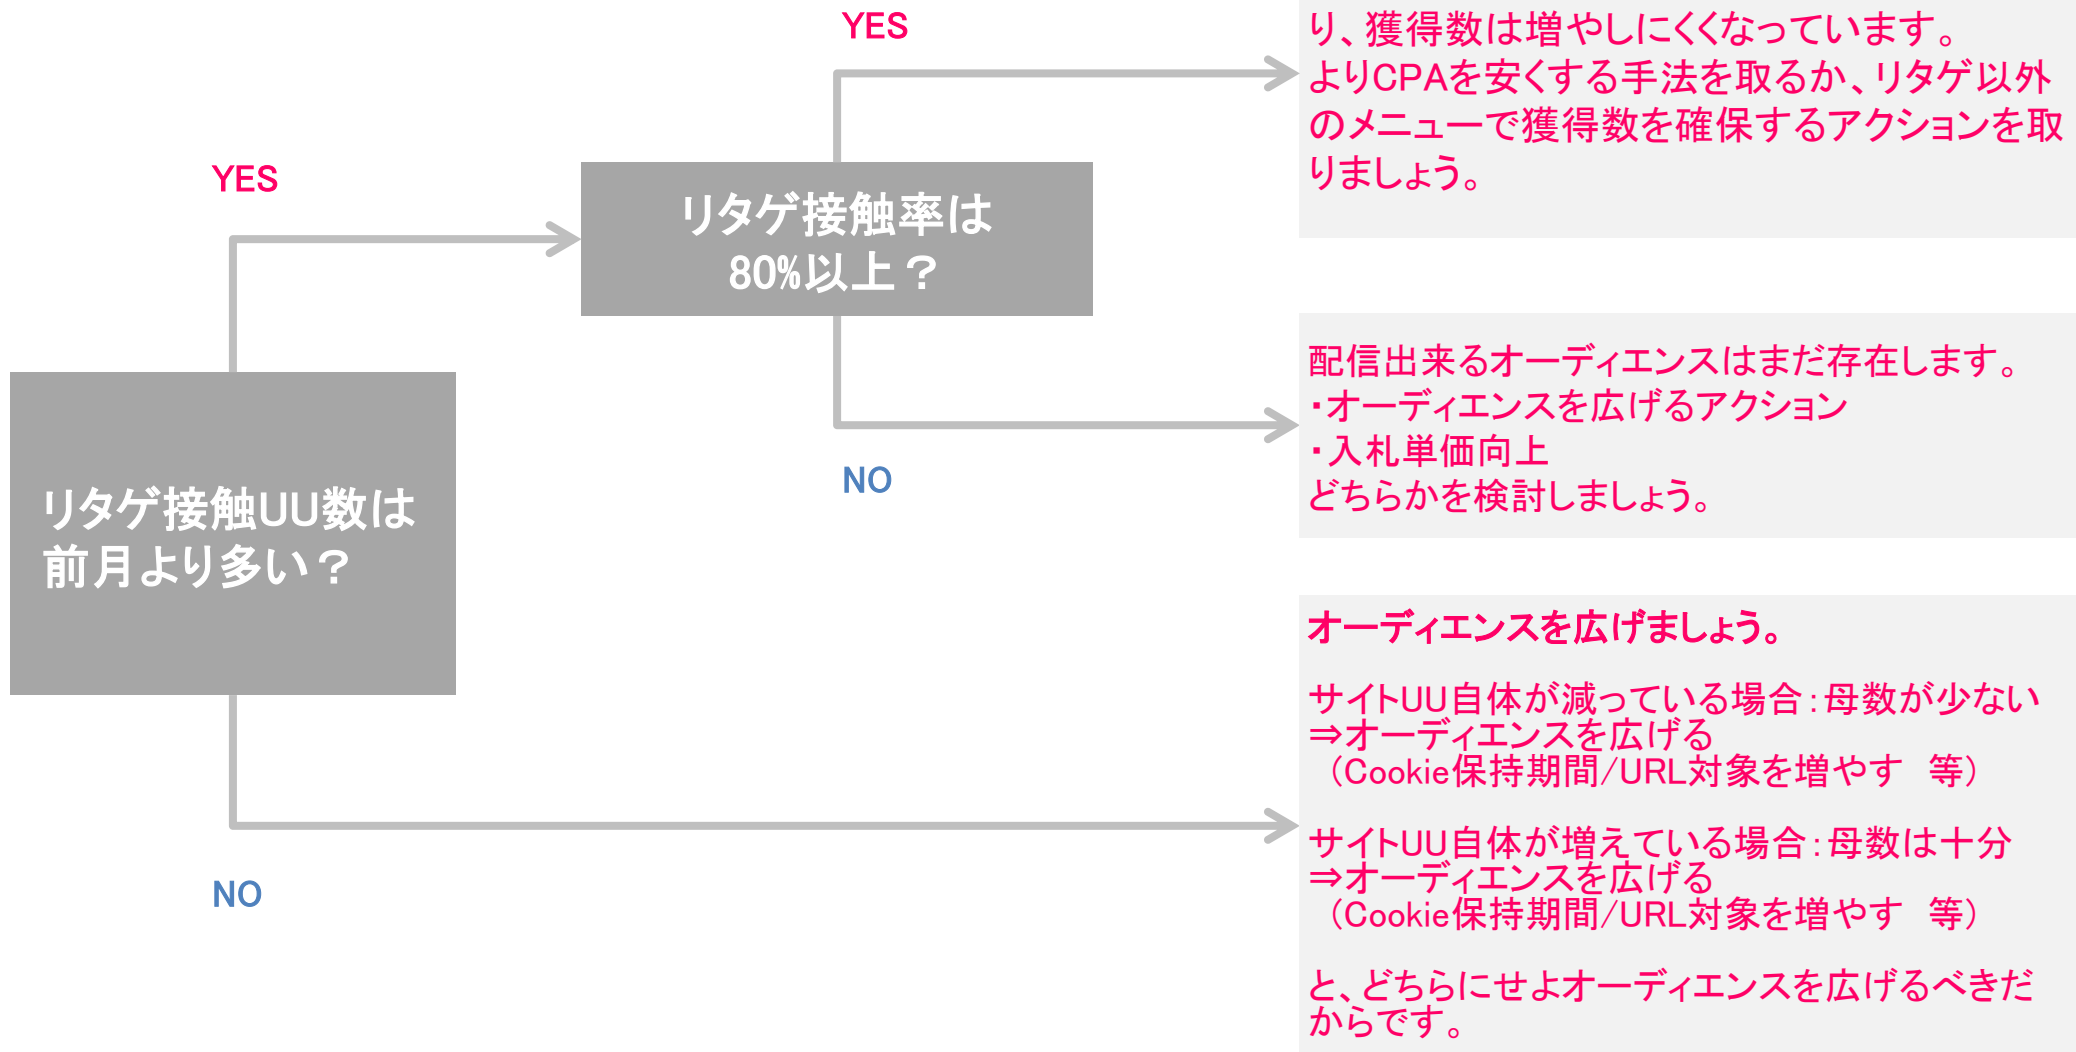 YES
り、獲得数は増やしにくくなっています。
よりCPAを安くする手法を取るか、リタゲ以外
のメニューで獲得数を確保するアクションを取
りましょう。
YES
リタゲ接触率は
80%以上？
配信出来るオーディエンスはまだ存在します。
・オーディエンスを広げるアクション
・入札単価向上
どちらかを検討しましょう。
NO
リタゲ接触UU数は
前月より多い？
オーディエンスを広げましょう。
サイトUU自体が減っている場合：母数が少ない
⇒オーディエンスを広げる
（Cookie保持期間/URL対象を増やす　等）
サイトUU自体が増えている場合：母数は十分
⇒オーディエンスを広げる
（Cookie保持期間/URL対象を増やす　等）
と、どちらにせよオーディエンスを広げるべきだ
からです。
NO